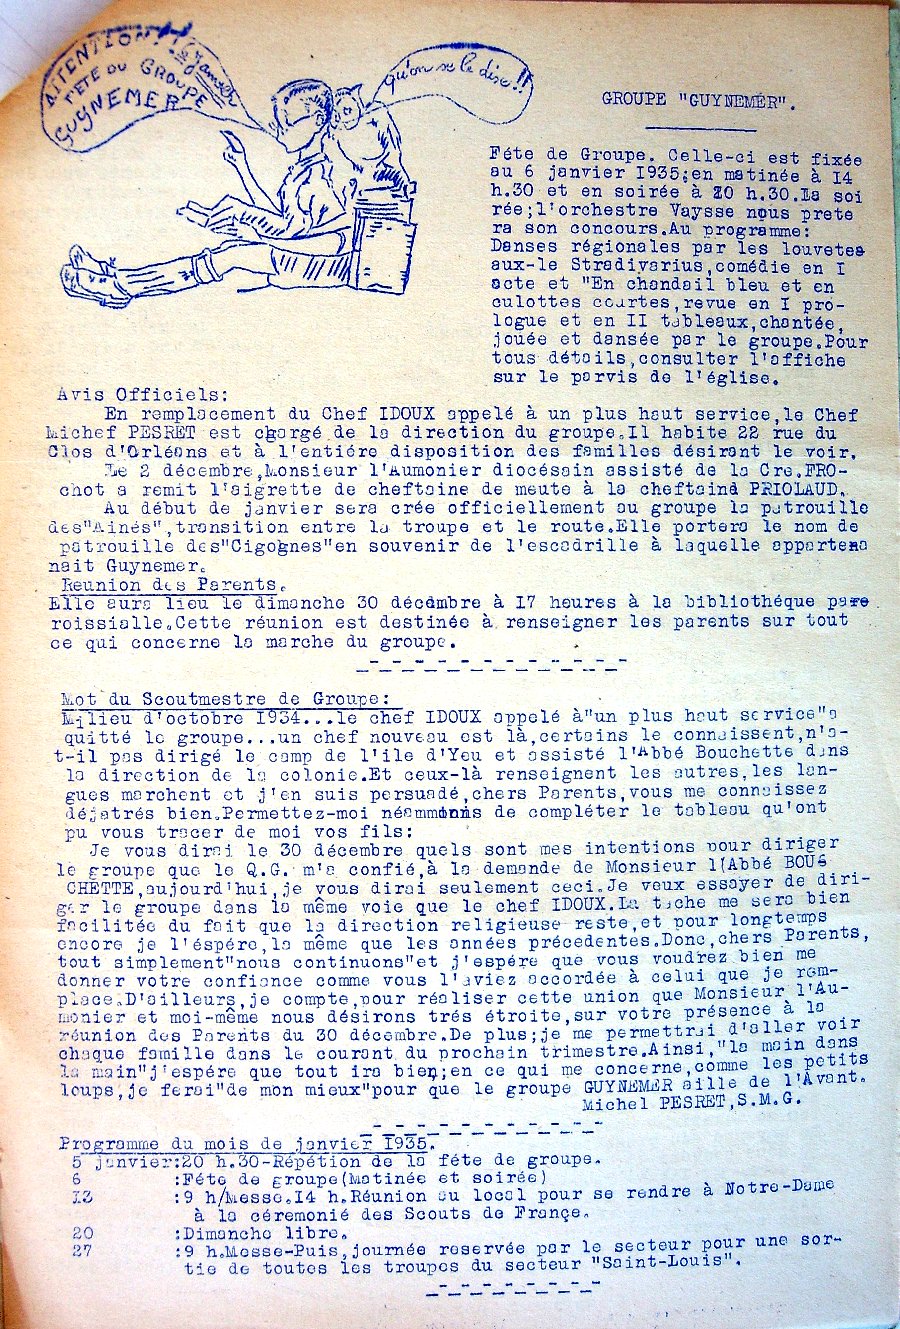 ATTENTION!! 6 Janvier
FÊTE DU GROUPE
GUYNEMER
qu'on se le dise!!
GROUPE "GUYNEMER".
Féte de Groupe. Celle-ci est fixée
au 6 janvier I935;en matinée à I4
h.30 et en soirée à 20 h.30.La soi
rée;l'orchestre Vaysse nous prete
ra son concours.Au programme:
Danses régionales par les louvetea
aux-le Stradivarius,comédie en I
acte et "En chandail bleu et en
culottes courtes,revue en I pro-
logue et en II tableaux,chantée,
jouée et dansée par le groupe.Pour
tous détails,consulter l'affiche
sur le parvis de l'église.
Avis Officiels:
En remplacement du Chef IDOUX appelé à un plus haut service,le Chef
Michef PESRET est chargé de la direction du groupe.Il habite 22 rue du
Clos d'Orléans et à l'entiére disposition des familles désirant le voir.
Le 2 décembre,Monsieur l'Aumonier diocésain assisté de la Cre.FRO-
chot a remit l'aigrette de cheftaine de meute à la cheftaind PRIOLAUD.
Au début de janvier sera crée officiellement au groupe la patrouille
des"Ainés",transition entre la troupe et le route.Elle portera le nom de
patrouille des"Cigognes"en souvenir de l'escadrille à laquelle apparten
nait Guynemer.
Reunion des Parents.
Elle aura lieu le dimanche 30 décembre à I7 heures à la bibliothéque pa
roissialle.Cette réunion est destinée à renseigner les parents sur tout
ce qui concerne la marche du groupe.
_-_-_-_-_-_-_-_-_-_-_-_-
Mot du Scoutmestre de Groupe:
Milieu d'octobre I934...le chef IDOUX appelé à"un plus haut service"a
quitté le groupe...un chef nouveau est là,certains le connaissent,n'a-
t-il pas dirigé le camp de l'ile d'Yeu et assisté l'Abbé Bouchette dans
la direction de la colonie.Et ceux-là renseignent les autres,les lan-
gues marchent et j'en suis persuadé,chers Parents,vous me connaissez
déjatrés bien.Permettez-moi néammoins de compléter le tableau qu'ont
pu vous tracer de moi vos fils:
Je vous dirai le 30 décembre quels sont mes intentions pour diriger
le groupe que le Q.G. m'a confié,à la demande de Monsieur l(Abbé BOUS
CHETTE,aujourd'hui,je vous dirai seulement ceci.Je veux essayer de diri-
ger le groupe dans la même voie que le chef IDOUX.La tache me sera bien
facilitée du fait que la direction religieuse reste,et pour longtemps
encore je l'éspére,la même que les années précedentes.Donc,chers Parents,
tout simplement"nous continuons"et j'espére que vous voudrez bien me
donner votre confiance comme vous l'aviez accordée à celui que je rem-
place.D'ailleurs,je compte,pour réaliser cette union que Monsieur l'Au-
monier et moi-même nous désirons trés étroite,sur votre présence à la
réunion des Parents du 30 décembre.De plus;je me permettrai d'aller voir
chaque famille dans le courant du prochain trimestre.Ainsi,"la main dans
la main"j'espére que tout ira bien;en ce qui me concerne,comme les petits
loups,je ferai"de mon mieux"pour que le groupe GUYNEMER aille de l'Avant.
Michel PESRET,S.M.G.
_-_-_-_-_-_-_-_-_-_-_-
Programme du mois de janvier I935.
5 janvier:20 h.30-Répétion de la féte de groupe.
6 :Féte de groupe(Matinée et soirée)
I3 :9 h/Messe.I4 h.Réunion au local pour se rendre à Notre-Dame
à la céremonié des Scouts de França.
20 :Dimanche libre.
27 :9 h.Messe-Puis,journée reservée par le secteur pour une sor-
tie de toutes les troupes du secteur "Saint-Louis".
_-_-_-_-_-_-_-_-_